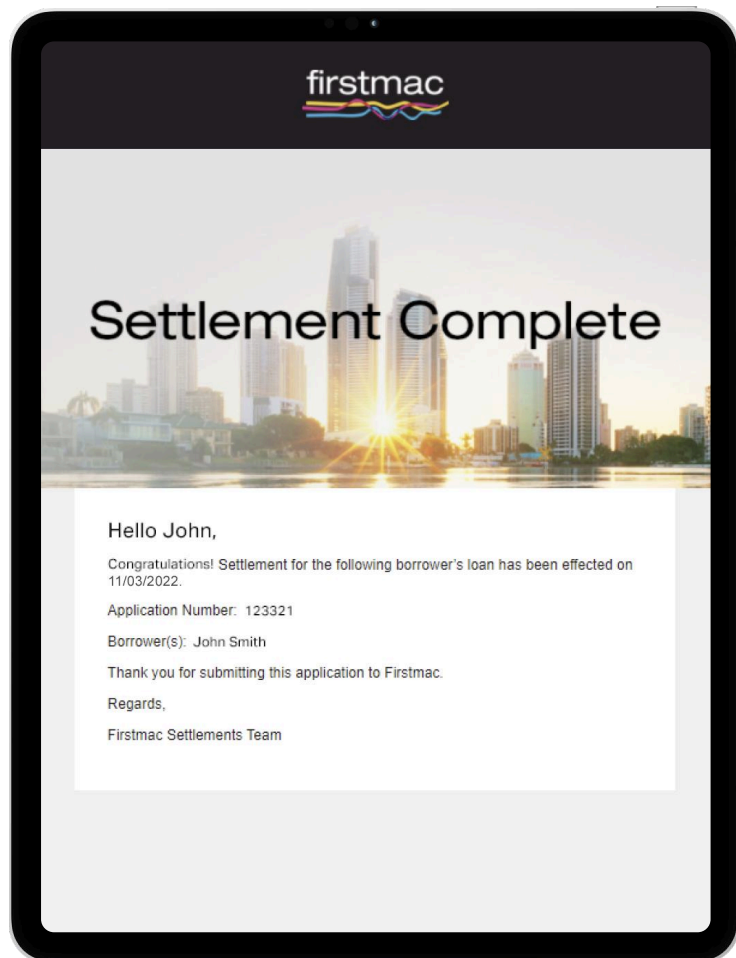 firstmac
Settlement Complete
Hello John,
Congratulations! Settlement for the following borrower's loan has been effected on
11/03/2022.
Application Number: 123321
Borrower(s): John Smith
Thank you for submitting this application to Firstmac.
Regards,
Firstmac Settlements Team